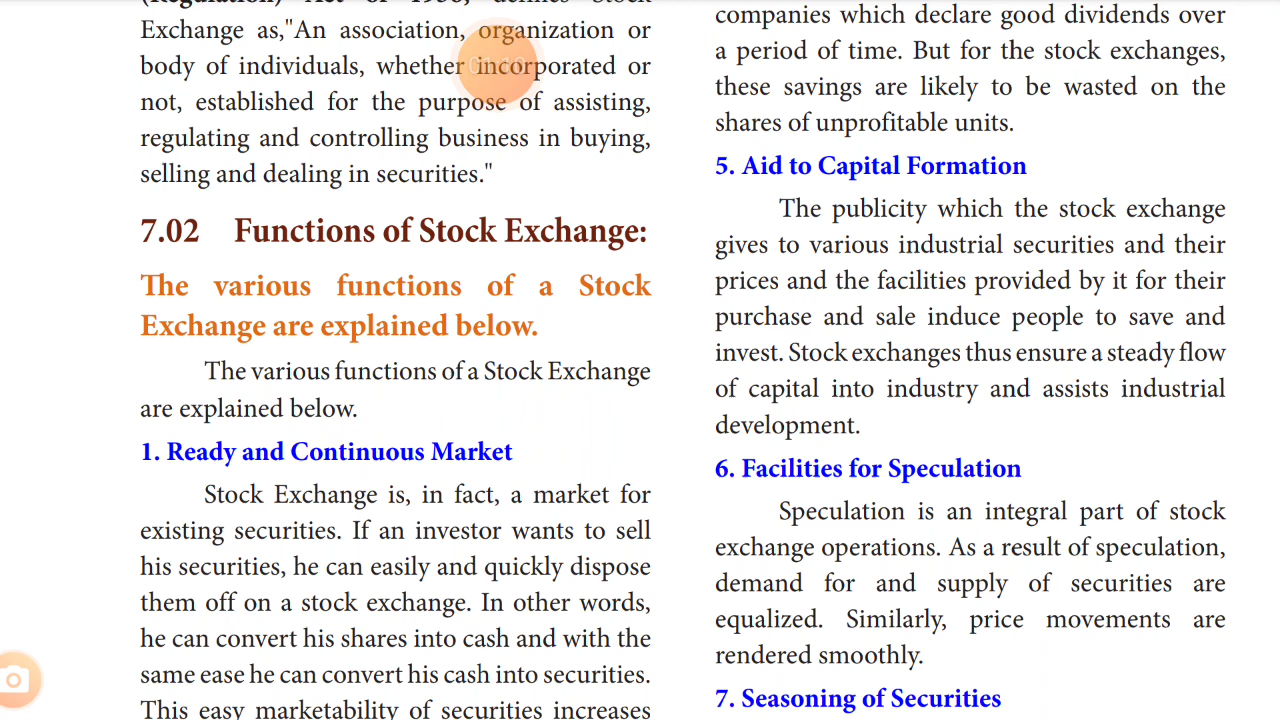 (Regulation) Act of 1956, defines Stock
Exchange as,"An association, organization or
body of individuals, whether incorporated or
not, established for the purpose of assisting,
regulating and controlling business in buying,
selling and dealing in securities."
7.02 Functions of Stock Exchange:
The various functions of a Stock
Exchange are explained below.
The various functions of a Stock Exchange
are explained below.
1. Ready and Continuous Market
Stock Exchange is, in fact, a market for
existing securities. If an investor wants to sell
his securities, he can easily and quickly dispose
them off on a stock exchange. In other words,
he can convert his shares into cash and with the
same ease he can convert his cash into securities.
This easy marketability of securities increases
companies which declare good dividends over
a period of time. But for the stock exchanges,
these savings are likely to be wasted on the
shares of unprofitable units.
5. Aid to Capital Formation
The publicity which the stock exchange
gives to various industrial securities and their
prices and the facilities provided by it for their
purchase and sale induce people to save and
invest. Stock exchanges thus ensure a steady flow
of capital into industry and assists industrial
development.
6. Facilities for Speculation
Speculation is an integral part of stock
exchange operations. As a result of speculation,
demand for and supply of securities are
equalized. Similarly, price movements are
rendered smoothly.
7. Seasoning of Securities